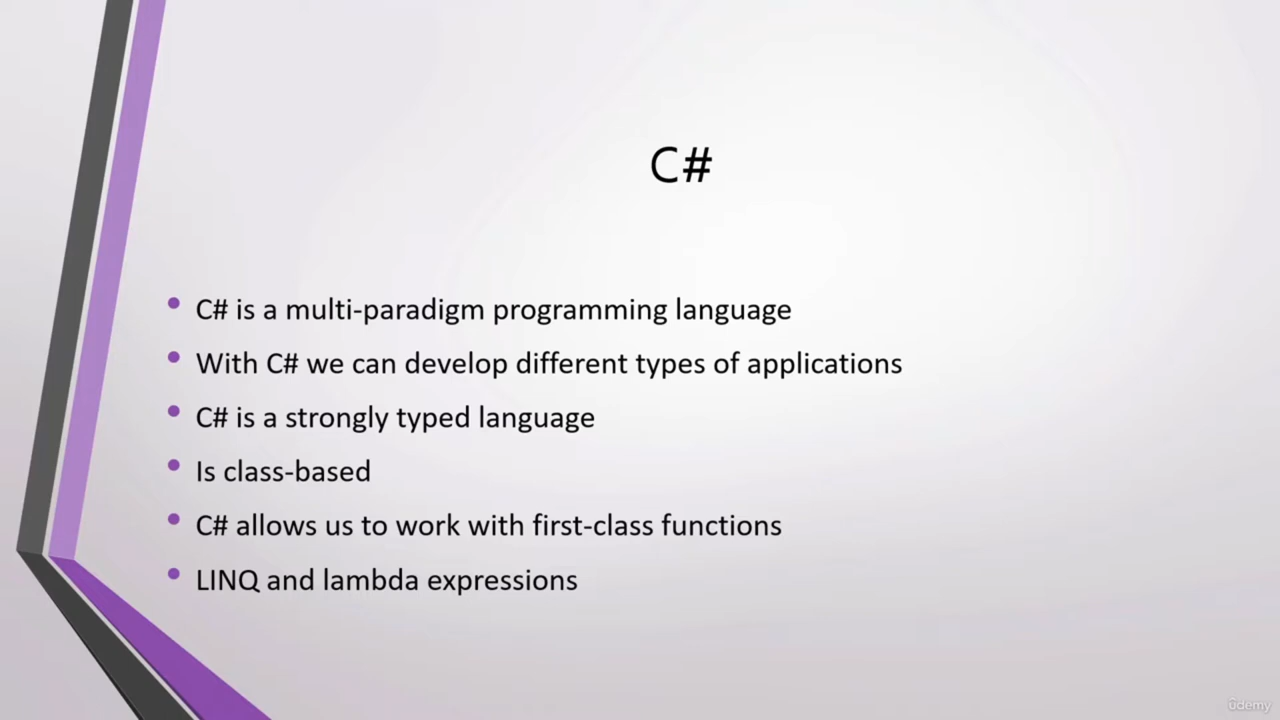 C#
• C# is a multi-paradigm programming language
• With C# we can develop different types of applications
• C# is a strongly typed language
• Is class-based
• C# allows us to work with first-class functions
• LINQ and lambda expressions
ûdemy